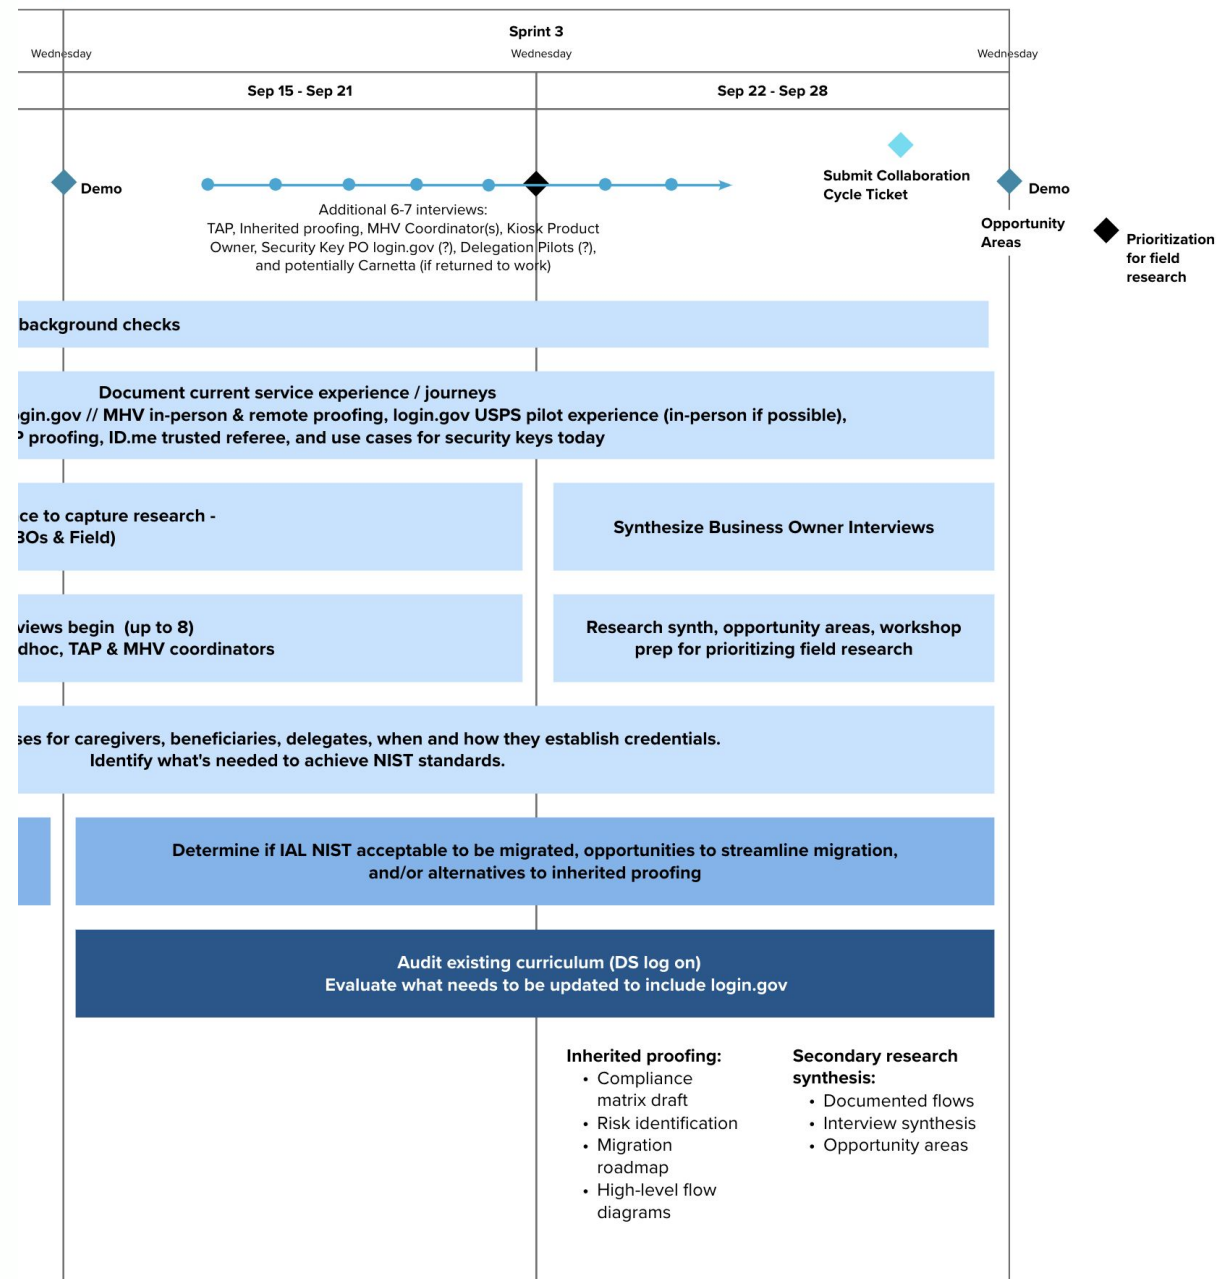 Sprint 3
Wednesday
Wednesday
Wednesday
Sep 15 - Sep 21
Sep 22 - Sep 28
Demo
Additional 6-7 interviews:
TAP, Inherited proofing, MHV Coordinator(s), Kiosk Product
Owner, Security Key PO login.gov (?), Delegation Pilots (?),
and potentially Carnetta (if returned to work)
Submit Collaboration
Cycle Ticket
Demo
Opportunity
Areas
Prioritization
for field
research
background checks
Document current service experience / journeys
gin.gov // MHV in-person & remote proofing, login.gov USPS pilot experience (in-person if possible),
proofing, ID.me trusted referee, and use cases for security keys today
ce to capture research -
BOs & Field)
Synthesize Business Owner Interviews
views begin (up to 8)
dhoc, TAP & MHV coordinators
Research synth, opportunity areas, workshop
prep for prioritizing field research
ses for caregivers, beneficiaries, delegates, when and how they establish credentials.
Identify what's needed to achieve NIST standards.
Determine if IAL NIST acceptable to be migrated, opportunities to streamline migration,
and/or alternatives to inherited proofing
Audit existing curriculum (DS log on)
Evaluate what needs to be updated to include login.gov
Inherited proofing:
• Compliance
matrix draft
• Risk identification
• Migration
roadmap
• High-level flow
diagrams
Secondary research
synthesis:
• Documented flows
• Interview synthesis
• Opportunity areas